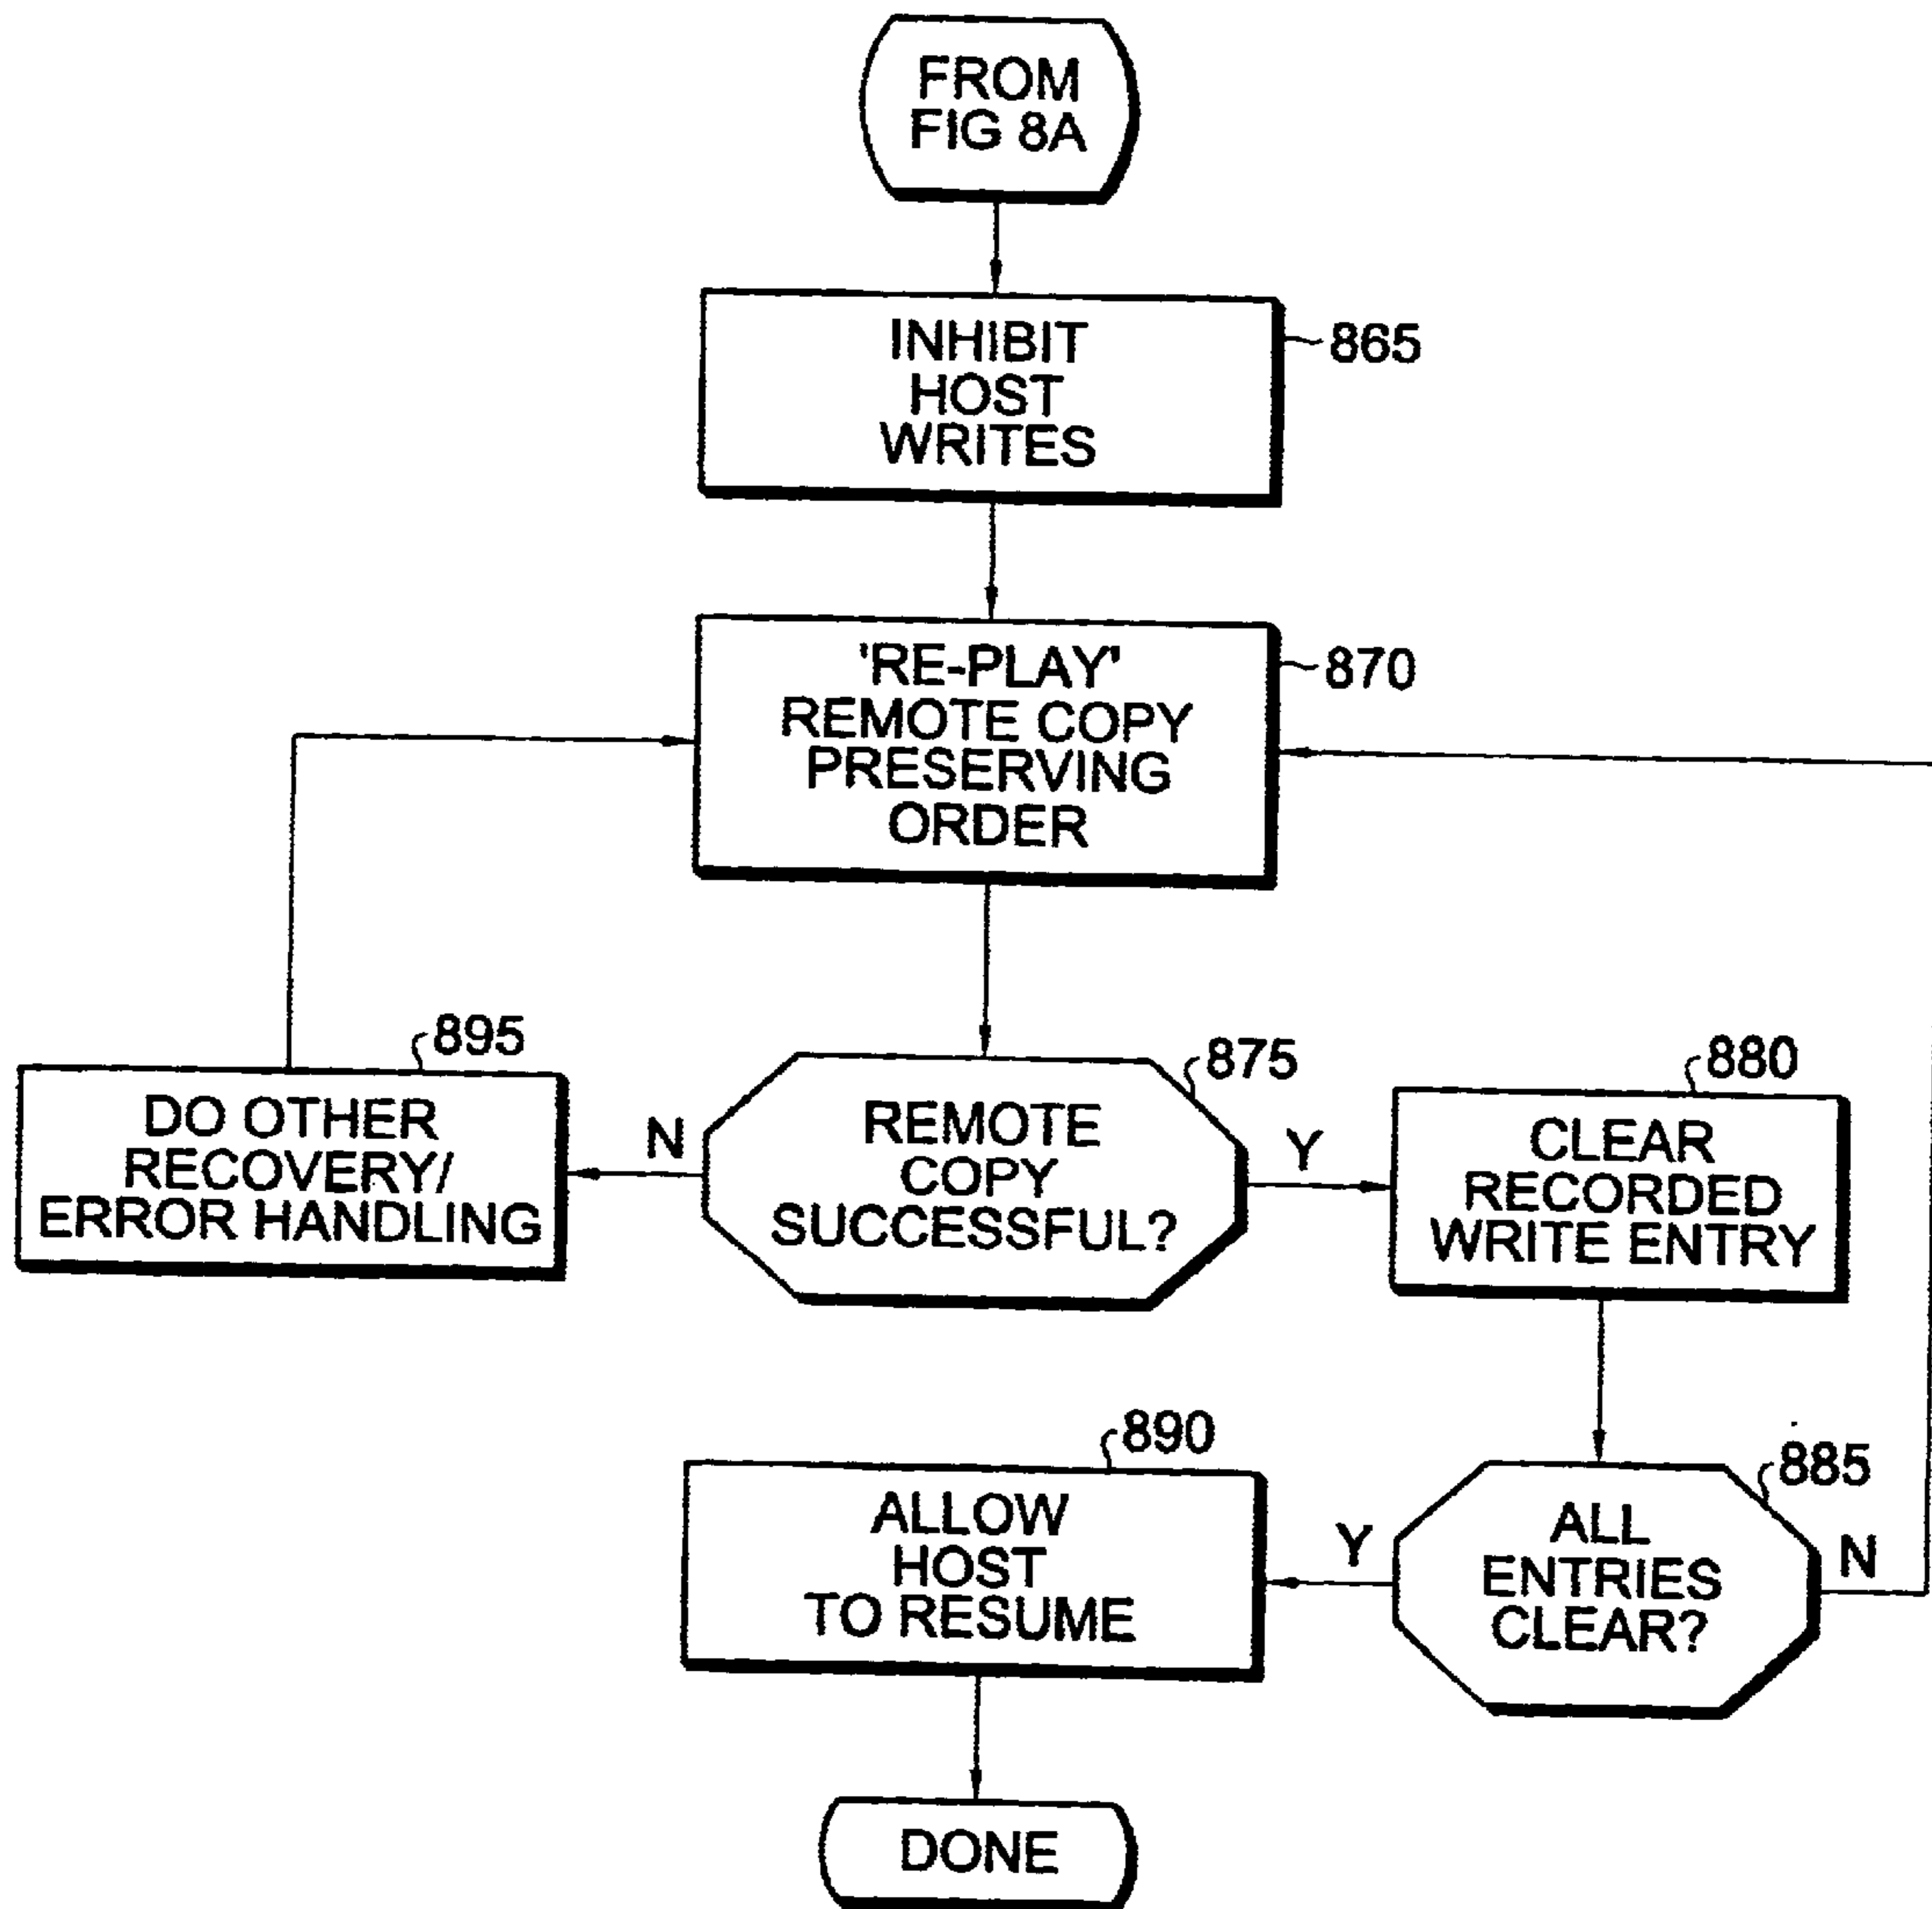 FROM
FIG 8A
INHIBIT
HOST
WRITES
865
'RE-PLAY'
REMOTE COPY
PRESERVING
ORDER
870
895
DO OTHER
RECOVERY/
ERROR HANDLING
N
REMOTE
COPY
SUCCESSFUL?
875
Y
880
CLEAR
RECORDED
WRITE ENTRY
890
ALLOW
HOST
TO RESUME
Y
ALL
ENTRIES
CLEAR?
885
N
DONE